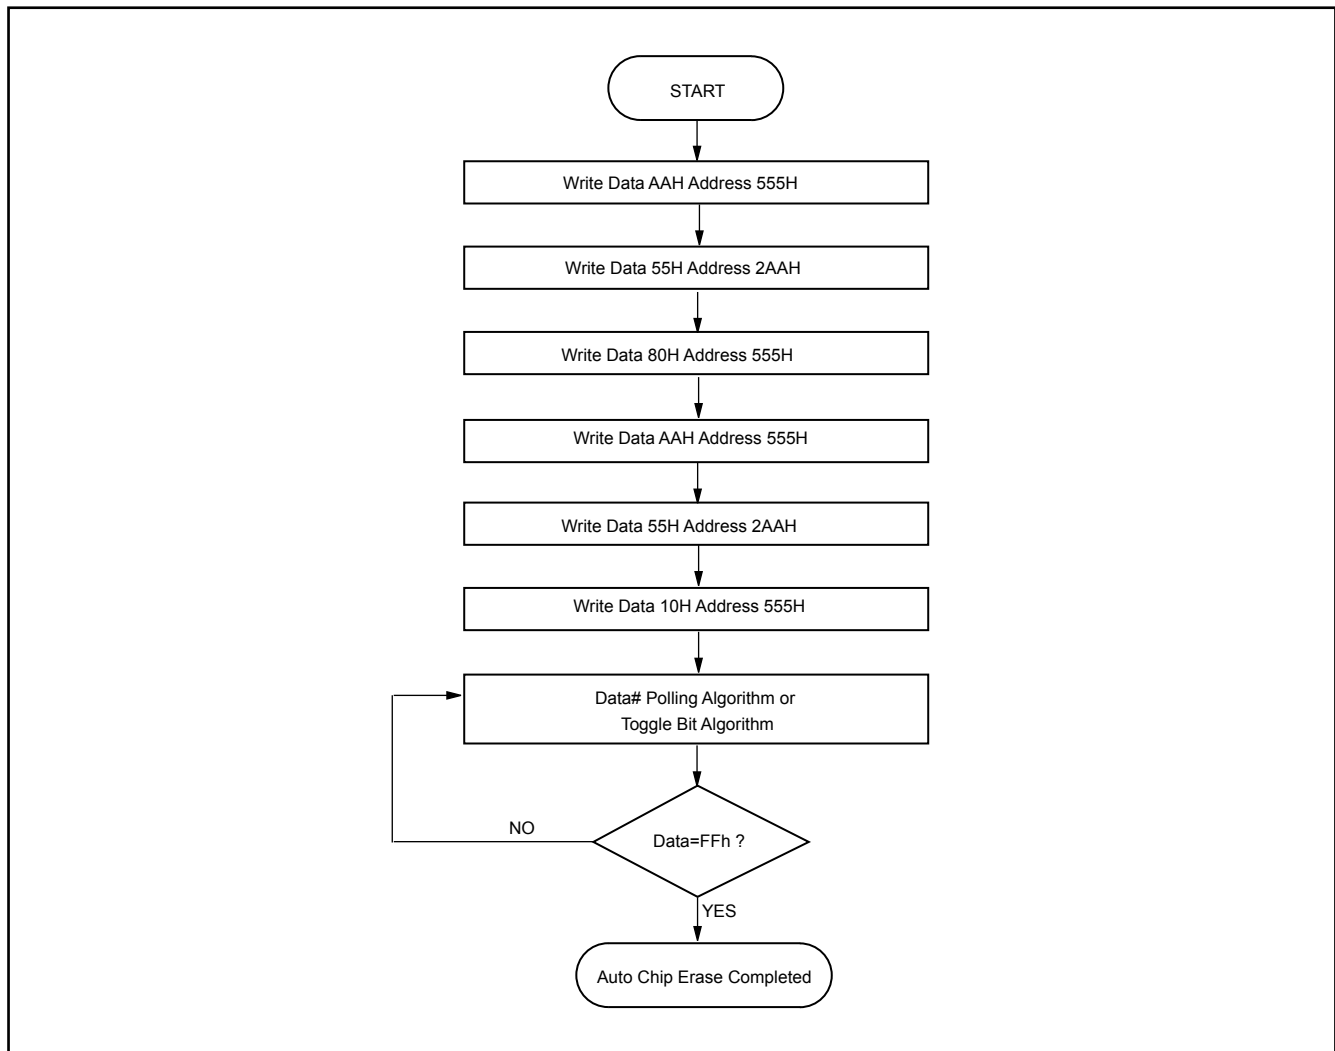 START
Write Data AAH Address 555H
Write Data 55H Address 2AAH
Write Data 80H Address 555H
Write Data AAH Address 555H
Write Data 55H Address 2AAH
Write Data 10H Address 555H
Data# Polling Algorithm or
Toggle Bit Algorithm
NO
Data=FFh ?
YES
Auto Chip Erase Completed